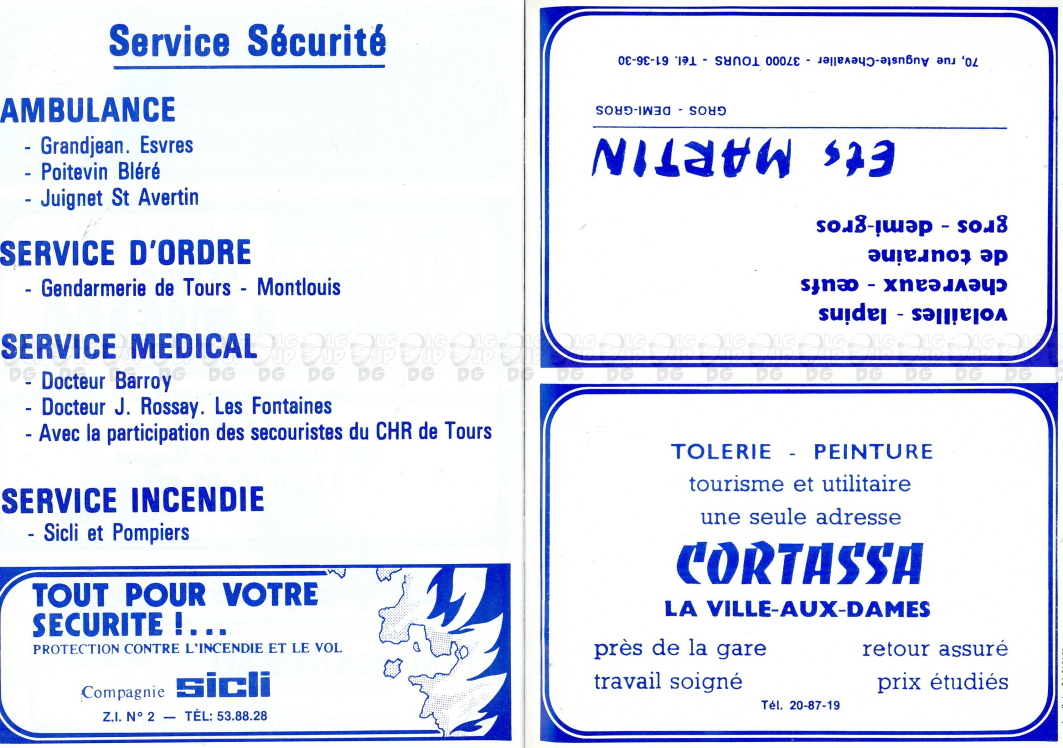 Service Sécurité
AMBULANCE
- Grandjean. Esvres
- Poitevin Bléré
- Juignet St Avertin
SERVICE D'ORDRE
- Gendarmerie de Tours - Montlouis
SERVICE MEDICAL
- Docteur Barroy
- Docteur J. Rossay. Les Fontaines
- Avec la participation des secouristes du CHR de Tours
SERVICE INCENDIE
- Sicli et Pompiers
TOUT POUR VOTRE
SECURITE !...
PROTECTION CONTRE L'INCENDIE ET LE VOL
Compagnie sicli
Z.I. N° 2 — TÉL: 53.88.28
volailles - lapins
chevreaux - œufs
de touraine
gros - demi-gros
Ets MARTIN
GROS - DEMI-GROS
70, rue Auguste-Chevallier - 37000 TOURS - Tél. 61-36-30
TOLERIE - PEINTURE
tourisme et utilitaire
une seule adresse
CORTASSA
LA VILLE-AUX-DAMES
près de la gare retour assuré
travail soigné prix étudiés
Tél. 20-87-19